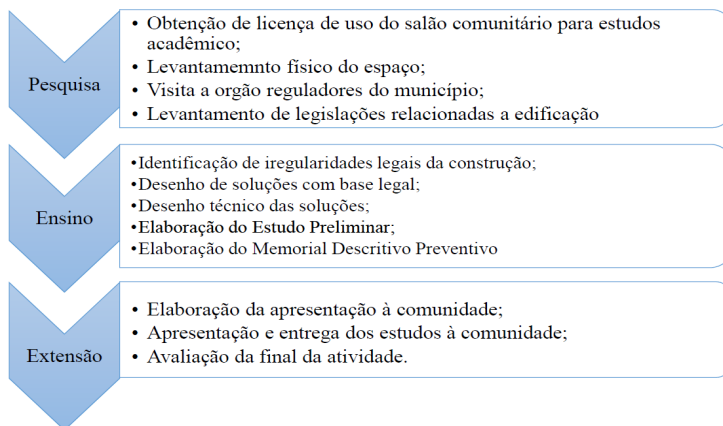 Pesquisa
• Obtenção de licença de uso do salão comunitário para estudos
acadêmico;
• Levantamemnto físico do espaço;
• Visita a orgão reguladores do município;
• Levantamento de legislações relacionadas a edificação
Ensino
•Identificação de iregularidades legais da construção;
•Desenho de soluções com base legal;
•Desenho técnico das soluções;
•Elaboração do Estudo Preliminar;
•Elaboração do Memorial Descritivo Preventivo
Extensão
• Elaboração da apresentação à comunidade;
• Apresentação e entrega dos estudos à comunidade;
• Avaliação da final da atividade.